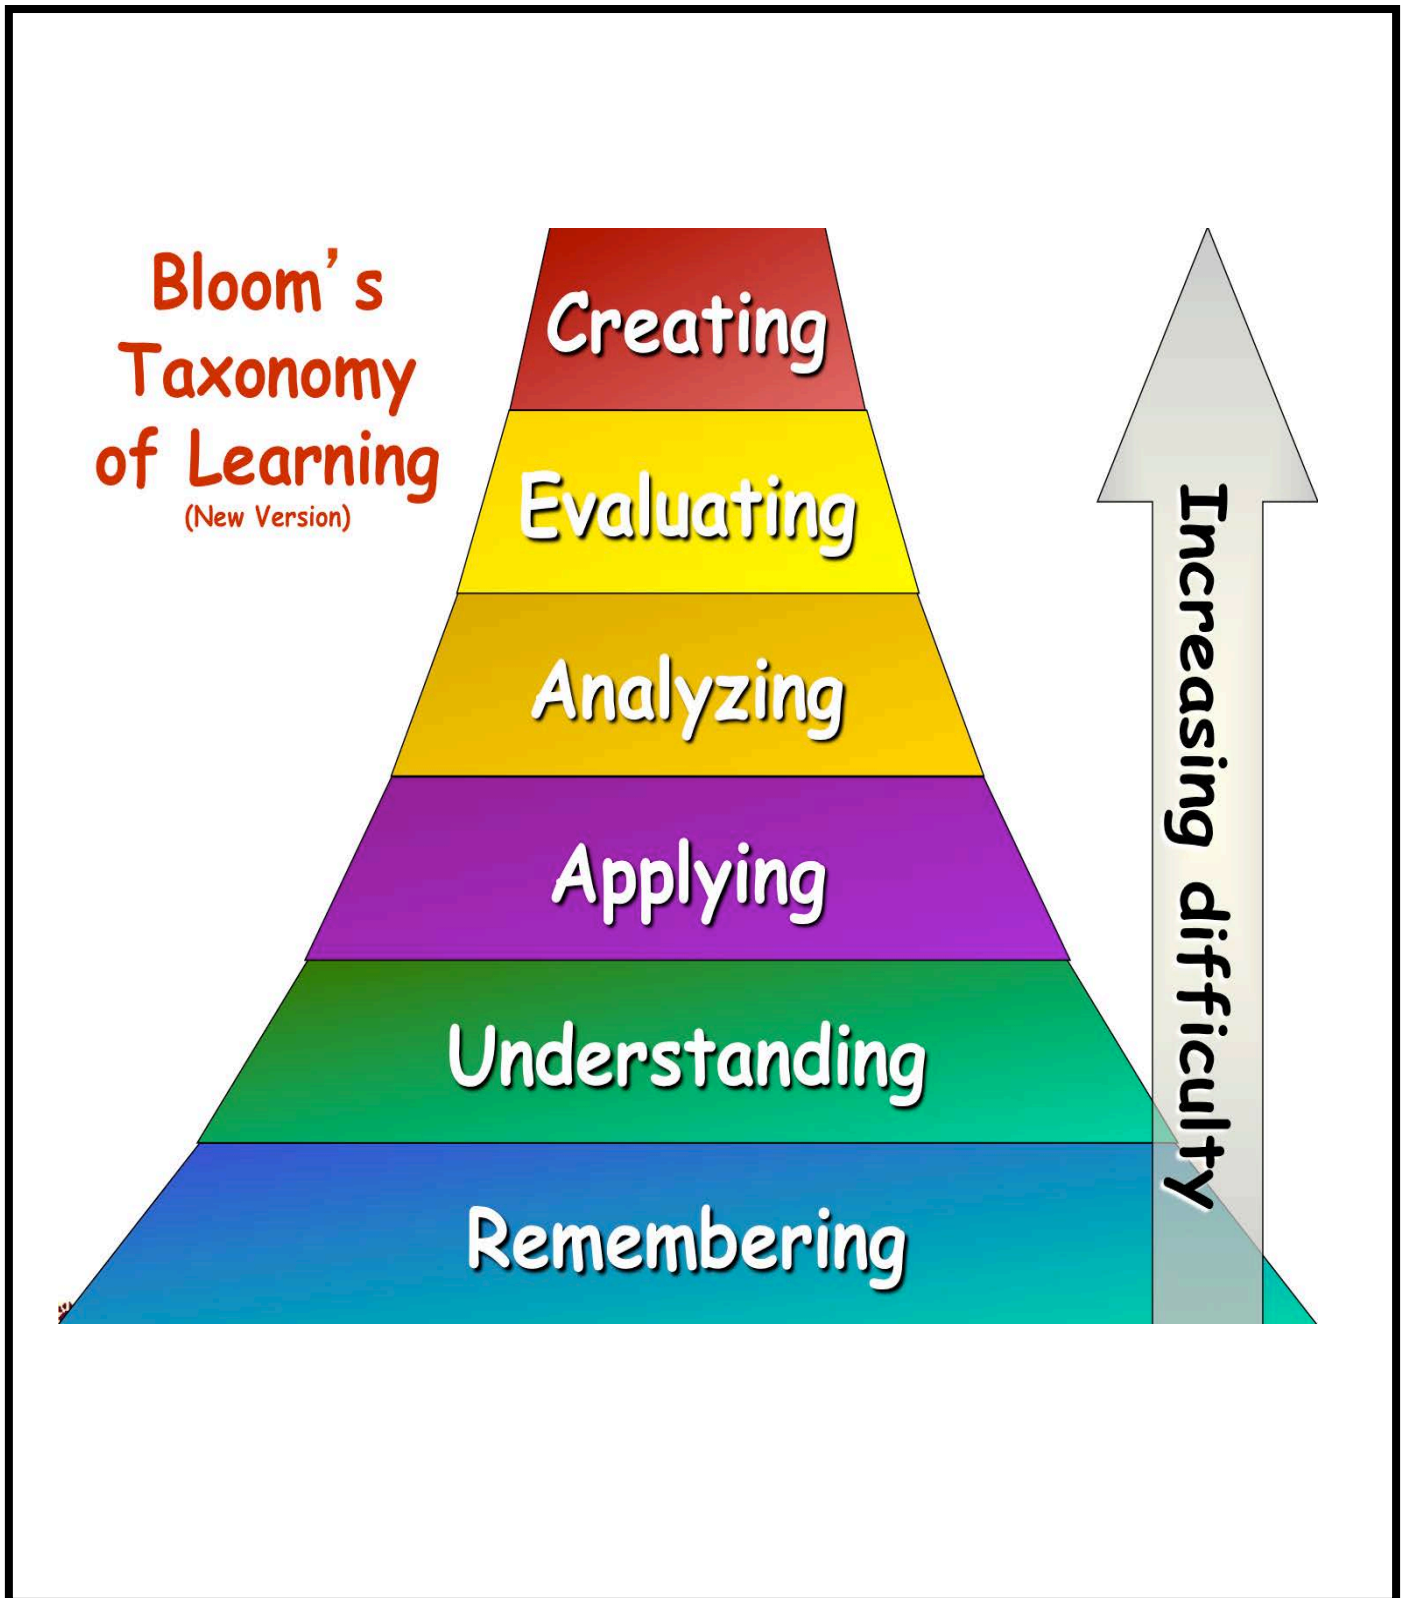 Bloom's
Taxonomy
of Learning
(New Version)
Creating
Evaluating
Analyzing
Applying
Understanding
Remembering
Increasing difficulty